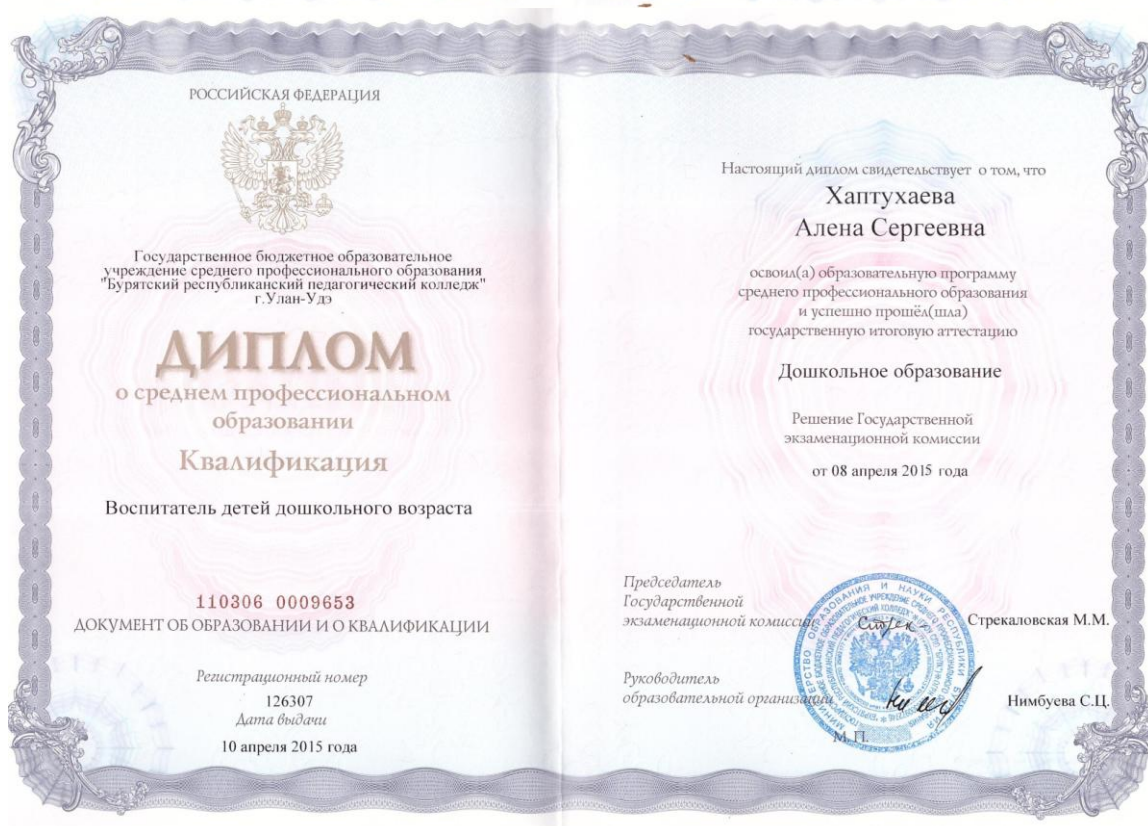 РОССИЙСКАЯ ФЕДЕРАЦИЯ
Государственное бюджетное образовательное
учреждение среднего профессионального образования
"Бурятский республиканский педагогический колледж"
г.Улан-Удэ
ДИПЛОМ
о среднем профессиональном
образовании
Квалификация
Воспитатель детей дошкольного возраста
110306 0009653
ДОКУМЕНТ ОБ ОБРАЗОВАНИИ И О КВАЛИФИКАЦИИ
Регистрационный номер
126307
Дата выдачи
10 апреля 2015 года
Настоящий диплом свидетельствует о том, что
Хаптухаева
Алена Сергеевна
освоил(а) образовательную программу
среднего профессионального образования
и успешно прошёл(шла)
государственную итоговую аттестацию
Дошкольное образование
Решение Государственной
экзаменационной комиссии
от 08 апреля 2015 года
Председатель
Государственной
экзаменационной комиссии
Стрекаловская М.М.
Руководитель
образовательной организации
Нимбуева С.Ц.
М.П.